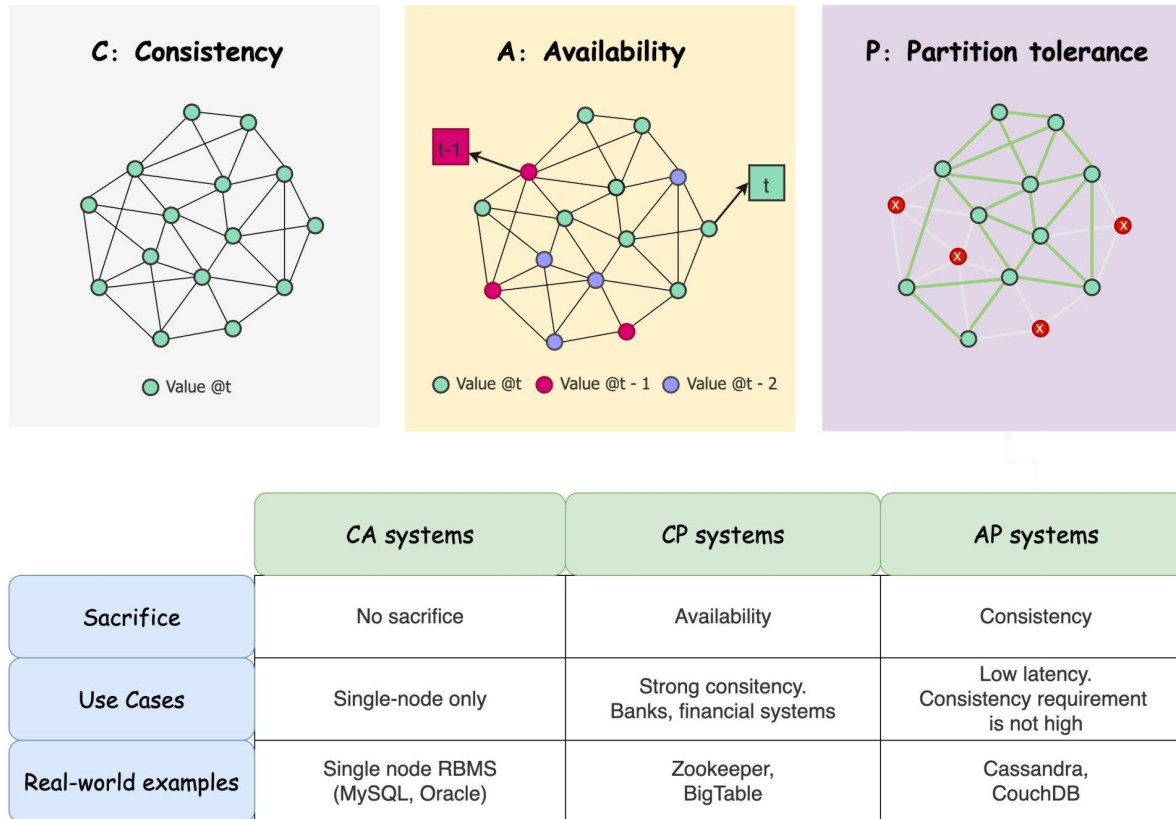 C: Consistency
A: Availability
P: Partition tolerance
t-1
t
X
X
X
X
Value @t
Value @t
Value @t - 1
Value @t - 2
CA systems
CP systems
AP systems
Sacrifice
No sacrifice
Availability
Consistency
Use Cases
Single-node only
Strong consitency.
Banks, financial systems
Low latency.
Consistency requirement
is not high
Real-world examples
Single node RBMS
(MySQL, Oracle)
Zookeeper,
BigTable
Cassandra,
CouchDB